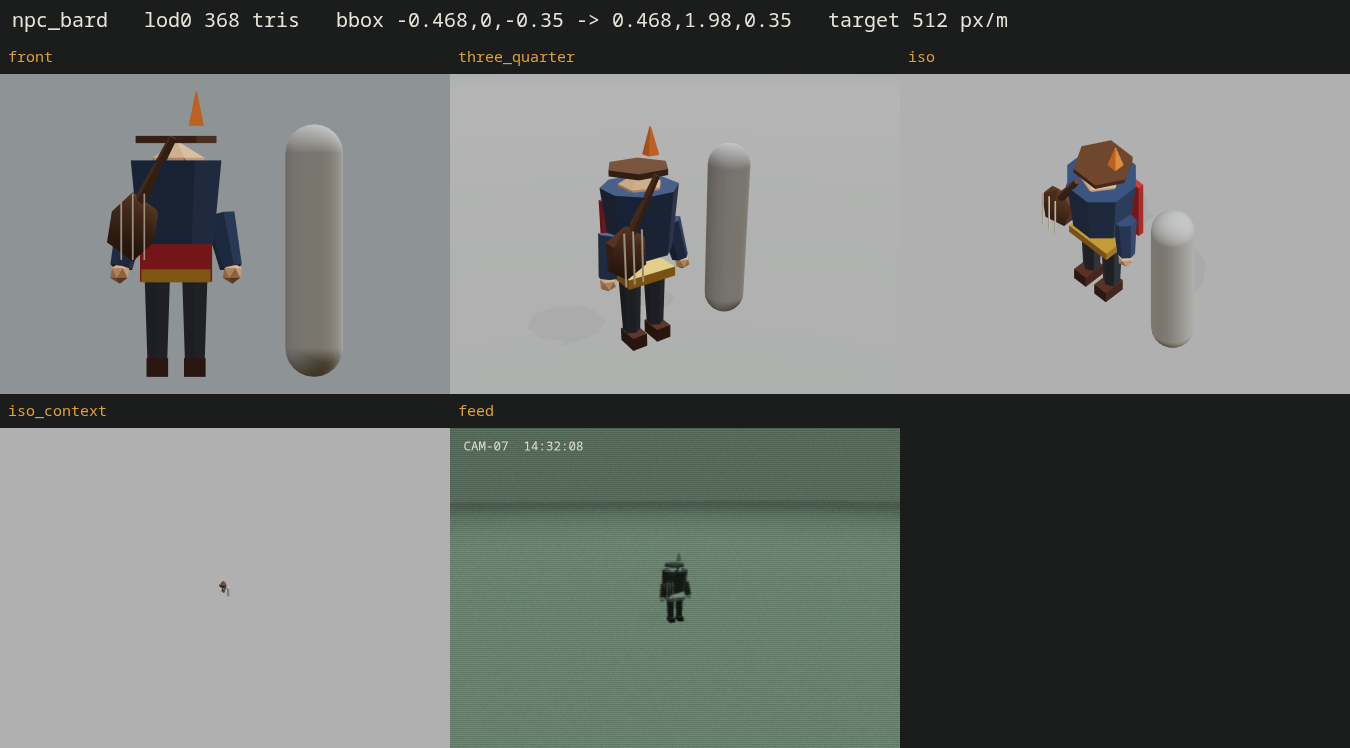 npc_bard lod0 368 tris bbox -0.468,0,-0.35 -> 0.468,1.98,0.35 target 512 px/m
front three_quarter iso
iso_context feed
CAM-07 14:32:08